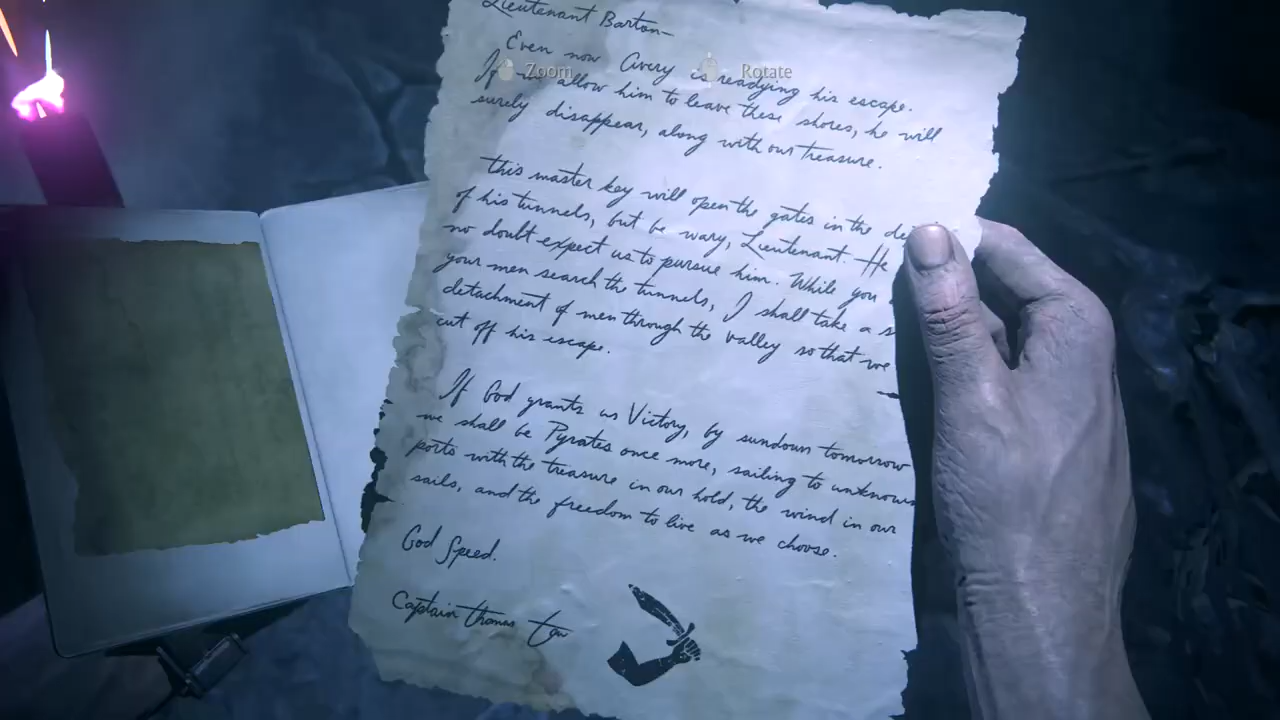 Lieutenant Barton—
Even now Avery is readying his escape.
If we allow him to leave these shores, he will
surely disappear, along with our treasure.
Zoom
Rotate
this master key will open the gates in the
of his tunnels, but be wary, Lieutenant. He
no doubt expect us to pursue him. While you
your men search the tunnels, I shall take a
detachment of men through the valley so that we
cut off his escape.
If God grants us Victory, by sundown tomorrow
we shall be Pyrates once more, sailing to unknown
ports with the treasure in our hold, the wind in our
sails, and the freedom to live as we choose.
God Speed.
Captain Thomas Tew